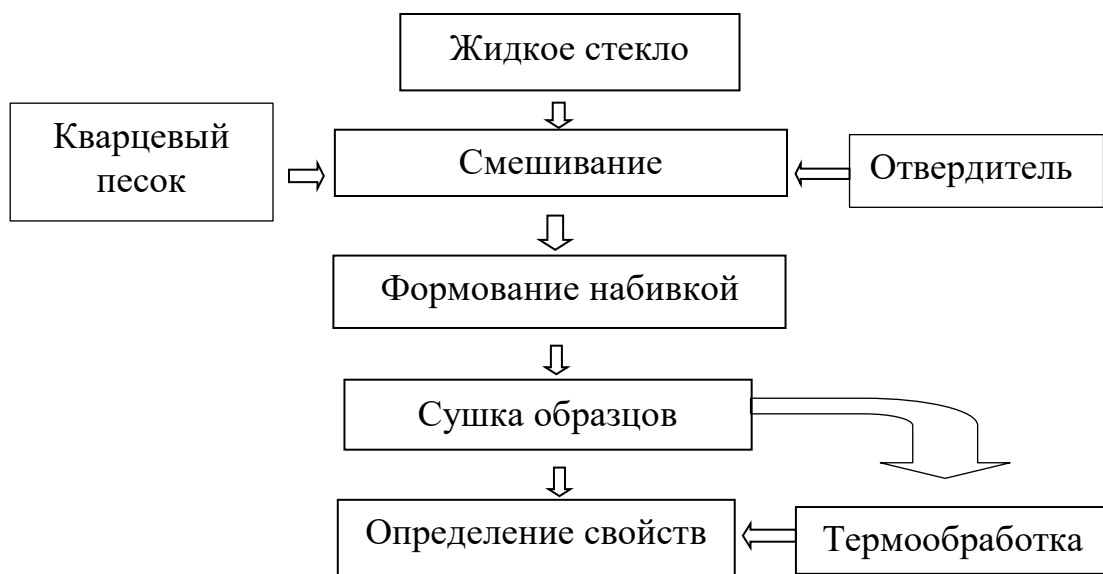 Жидкое стекло
Кварцевый
песок
Смешивание
Отвердитель
Формование набивкой
Сушка образцов
Определение свойств
Термообработка